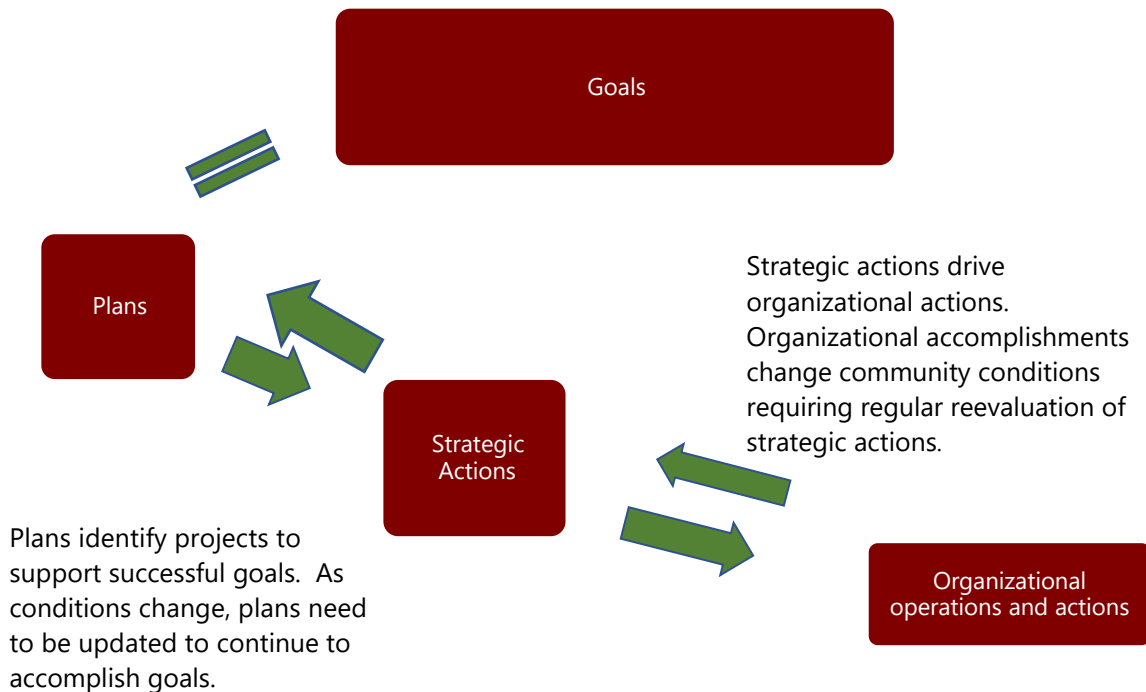 Goals
Plans
Strategic actions drive
organizational actions.
Organizational accomplishments
change community conditions
requiring regular reevaluation of
strategic actions.
Strategic
Actions
Plans identify projects to
support successful goals.  As
conditions change, plans need
to be updated to continue to
accomplish goals.
Organizational
operations and actions